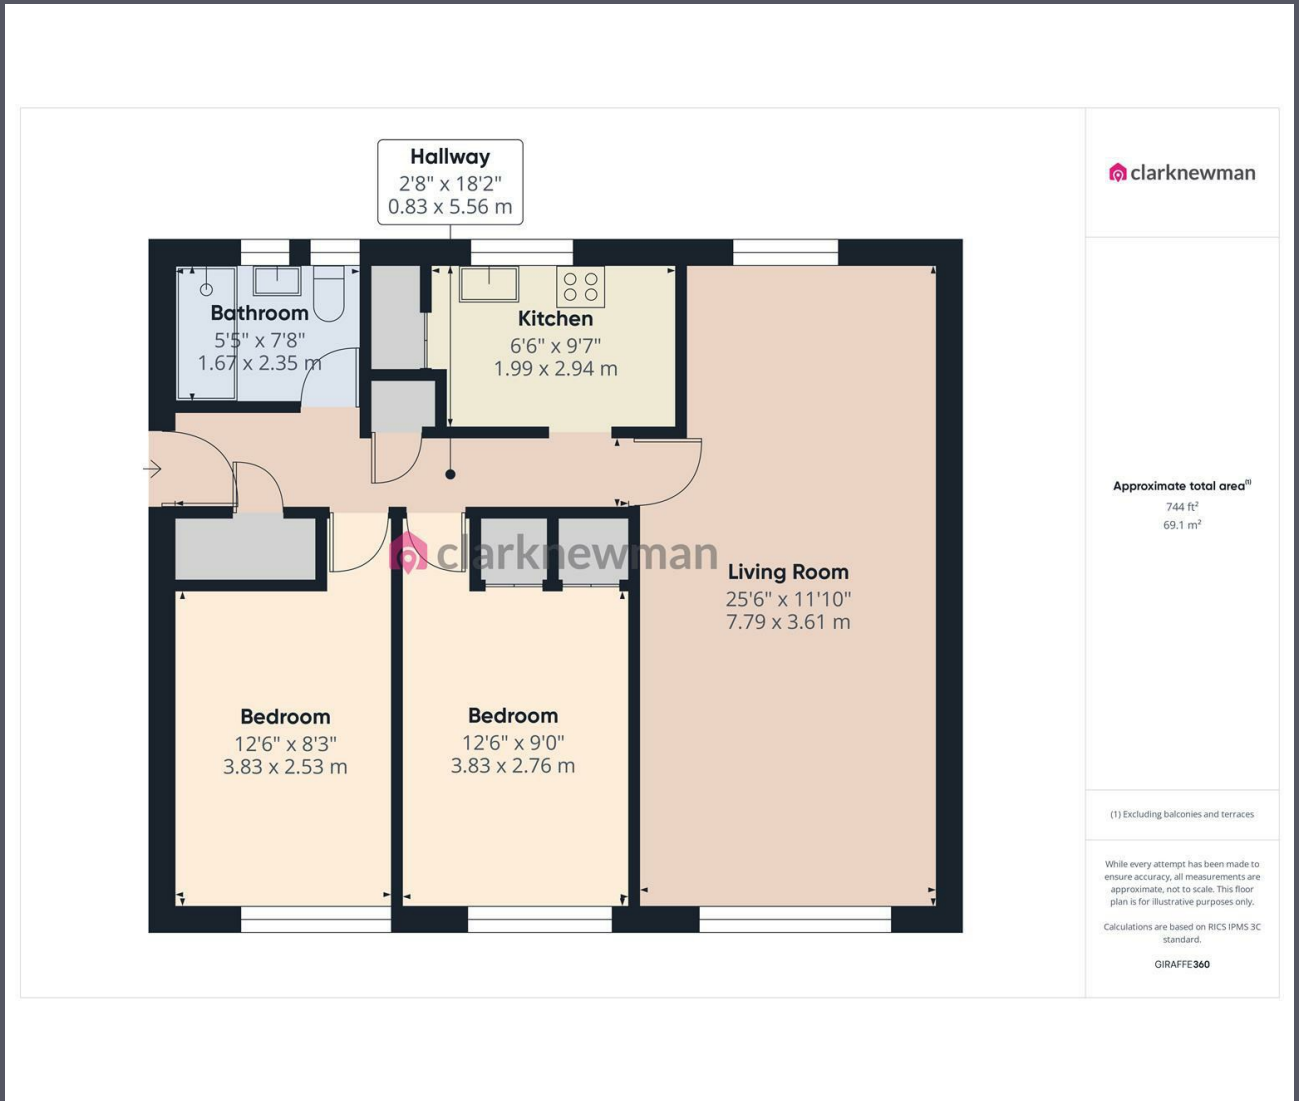 Hallway
2'8" x 18'2"
0.83 x 5.56 m
clarknewman
Bathroom
5'5" x 7'8"
1.67 x 2.35 m
Kitchen
6'6" x 9'7"
1.99 x 2.94 m
clarknewman
Living Room
25'6" x 11'10"
7.79 x 3.61 m
Bedroom
12'6" x 8'3"
3.83 x 2.53 m
Bedroom
12'6" x 9'0"
3.83 x 2.76 m
Approximate total area(1)
744 ft²
69.1 m²
(1) Excluding balconies and terraces
While every attempt has been made to
ensure accuracy, all measurements are
approximate, not to scale. This floor
plan is for illustrative purposes only.
Calculations are based on RICS IPMS 3C
standard.
GIRAFFE360